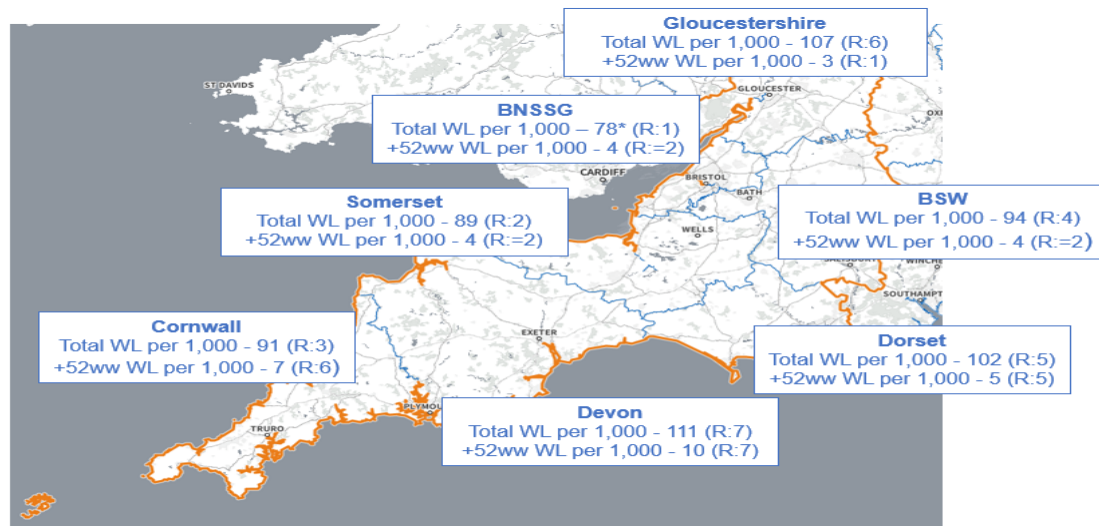 Gloucestershire
Total WL per 1,000 - 107 (R:6)
+52ww WL per 1,000 - 3 (R:1)
ST DAVIDS
GLOUCESTER
BNSSG
Total WL per 1,000 – 78* (R:1)
+52ww WL per 1,000 - 4 (R:=2)
CARDIFF
BRISTOL
BATH
Somerset
Total WL per 1,000 - 89 (R:2)
+52ww WL per 1,000 - 4 (R:=2)
BSW
Total WL per 1,000 - 94 (R:4)
+52ww WL per 1,000 - 4 (R:=2)
WELLS
EXETER
Cornwall
Total WL per 1,000 - 91 (R:3)
+52ww WL per 1,000 - 7 (R:6)
Dorset
Total WL per 1,000 - 102 (R:5)
+52ww WL per 1,000 - 5 (R:5)
Devon
Total WL per 1,000 - 111 (R:7)
+52ww WL per 1,000 - 10 (R:7)
TRURO